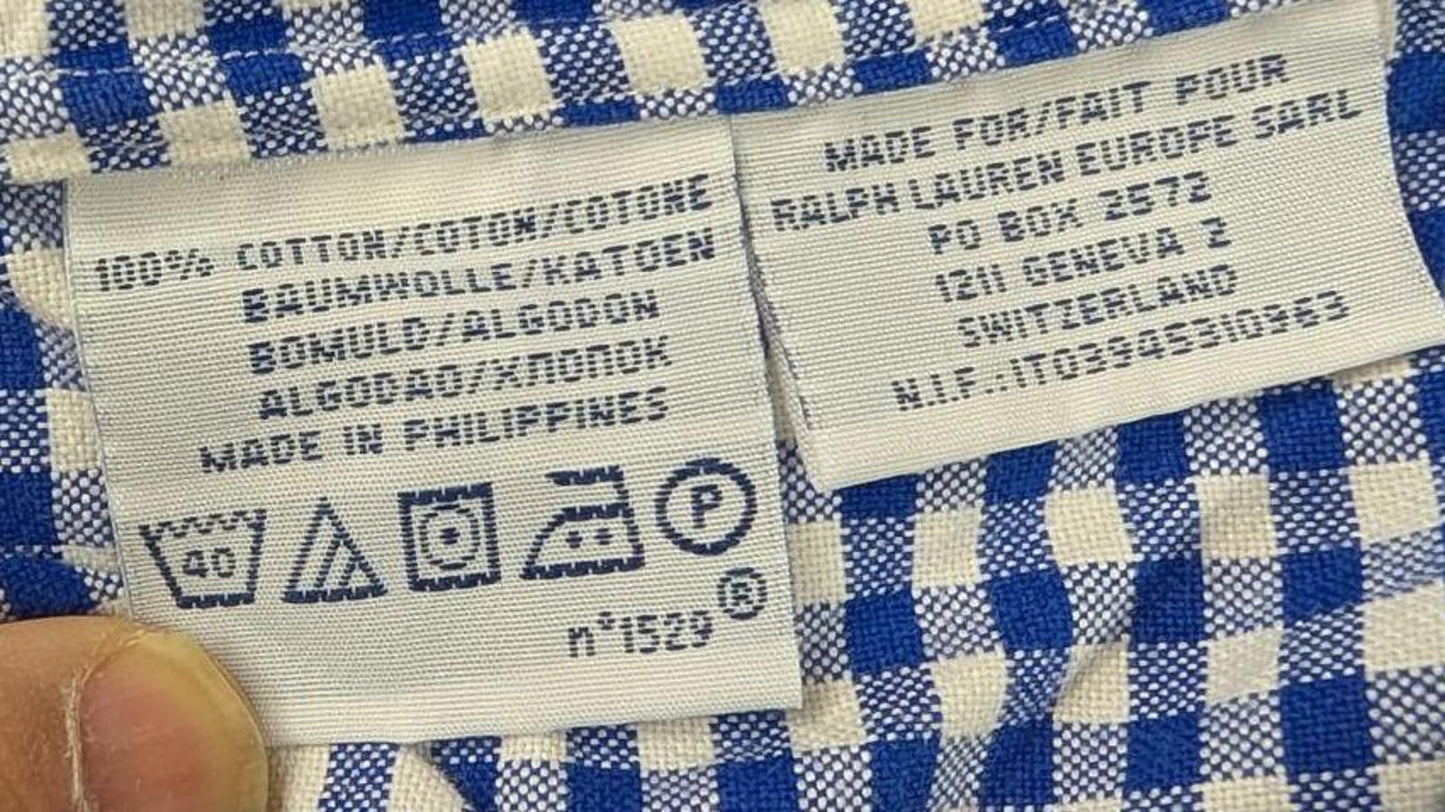 100% COTTON/COTON/COTONE
BAUMWOLLE/KATOEN
BOMULD/ALGODON
ALGODAO/ХЛОПОК
MADE IN PHILIPPINES
40
P
n°1529®
MADE FOR/FAIT POUR
RALPH LAUREN EUROPE SARL
PO BOX 2572
1211 GENEVA 2
SWITZERLAND
N.I.F.:IT03945310963